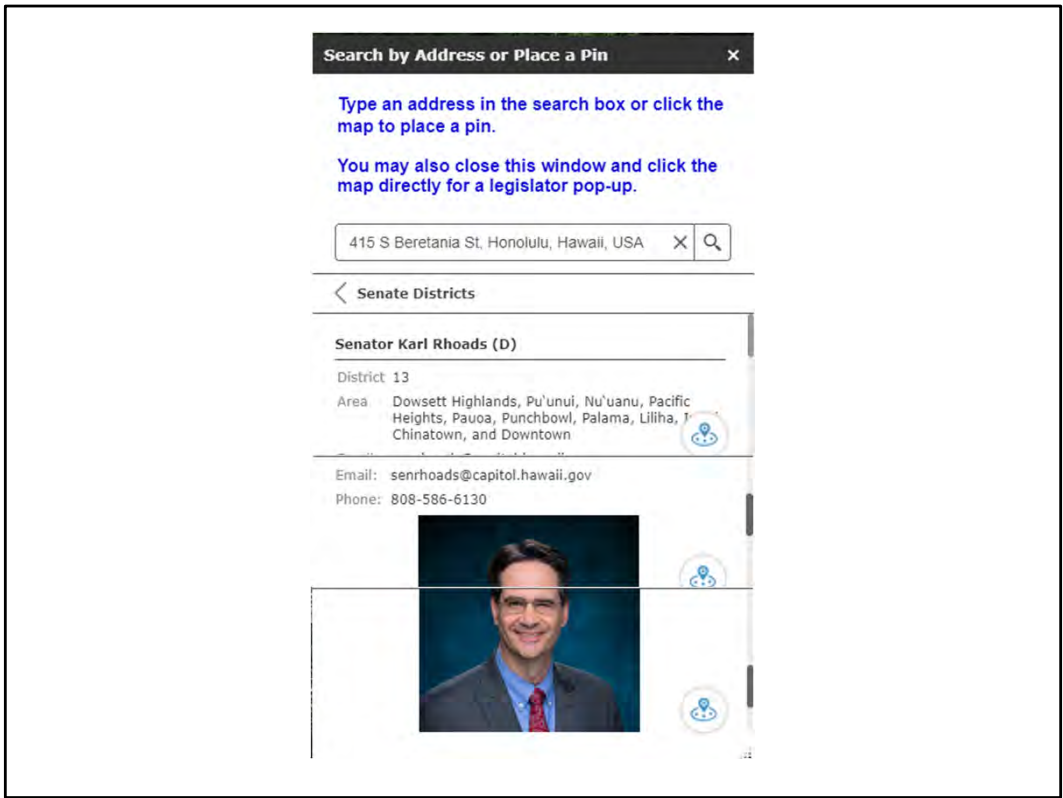 Search by Address or Place a Pin
Type an address in the search box or click the
map to place a pin.
You may also close this window and click the
map directly for a legislator pop-up.
415 S Beretania St, Honolulu, Hawaii, USA
Senate Districts
Senator Karl Rhoads (D)
District 13
Area Dowsett Highlands, Pu'unui, Nu'uanu, Pacific
Heights, Pauoa, Punchbowl, Palama, Liliha,
Chinatown, and Downtown
Email: senrhoads@capitol.hawaii.gov
Phone: 808-586-6130